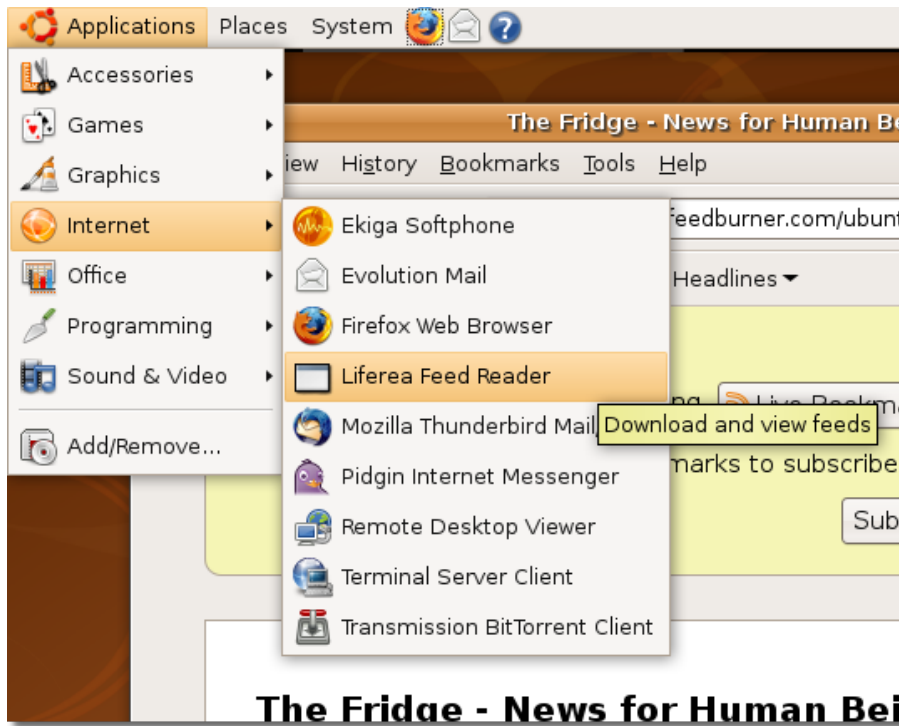 Applications Places System
Accessories
Games
Graphics
Internet
Office
Programming
Sound & Video
Add/Remove...
The Fridge - News for Human Be
iew History Bookmarks Tools Help
feedburner.com/ubunt
Headlines
Ekiga Softphone
Evolution Mail
Firefox Web Browser
Liferea Feed Reader
Mozilla Thunderbird Mail
Pidgin Internet Messenger
Remote Desktop Viewer
Terminal Server Client
Transmission BitTorrent Client
Download and view feeds
marks to subscribe
Sub
The Fridge - News for Human Bei